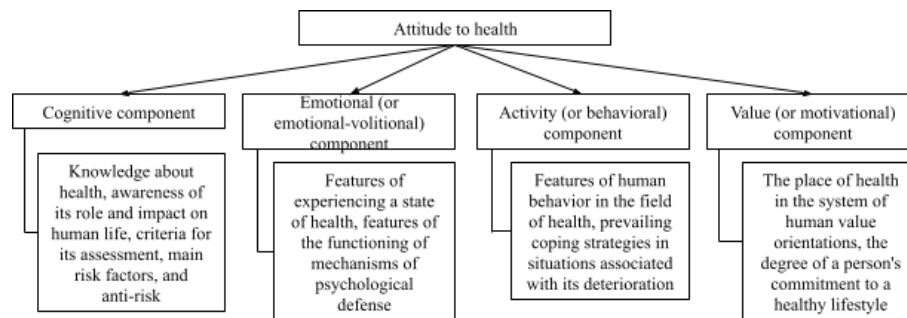 Attitude to health
Cognitive component
Emotional (or
emotional-volitional)
component
Activity (or behavioral)
component
Value (or motivational)
component
Knowledge about
health, awareness of
its role and impact on
human life, criteria for
its assessment, main
risk factors, and
anti-risk
Features of
experiencing a state of
health, features of
the functioning of
mechanisms of
psychological
defense
Features of human
behavior in the field of
health, prevailing
coping strategies in
situations associated
with its deterioration
The place of health
in the system of
human value
orientations, the
degree of a person's
commitment to a
healthy lifestyle